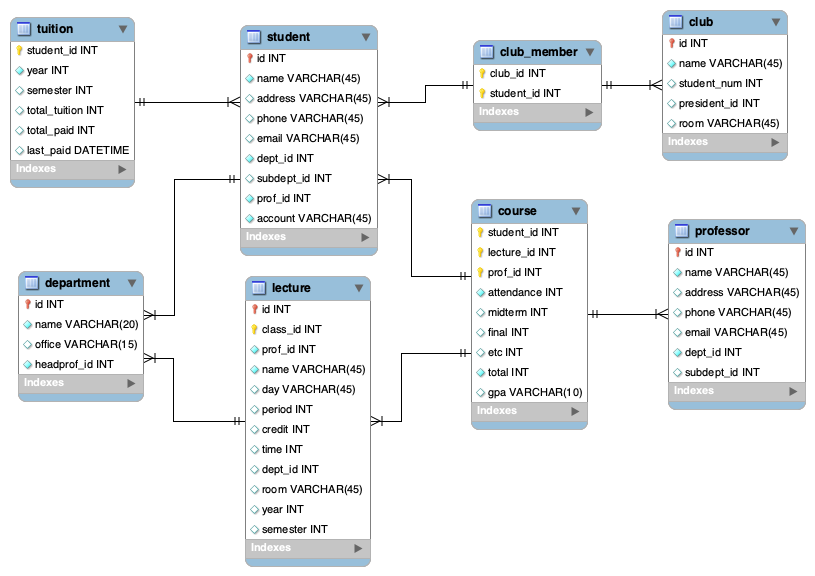 tuition
student_id INT
year INT
semester INT
total_tuition INT
total_paid INT
last_paid DATETIME
Indexes
student
id INT
name VARCHAR(45)
address VARCHAR(45)
phone VARCHAR(45)
email VARCHAR(45)
dept_id INT
subdept_id INT
prof_id INT
account VARCHAR(45)
Indexes
club_member
club_id INT
student_id INT
Indexes
club
id INT
name VARCHAR(45)
student_num INT
president_id INT
room VARCHAR(45)
Indexes
department
id INT
name VARCHAR(20)
office VARCHAR(15)
headprof_id INT
Indexes
lecture
id INT
class_id INT
prof_id INT
name VARCHAR(45)
day VARCHAR(45)
period INT
credit INT
time INT
dept_id INT
room VARCHAR(45)
year INT
semester INT
Indexes
course
student_id INT
lecture_id INT
prof_id INT
attendance INT
midterm INT
final INT
etc INT
total INT
gpa VARCHAR(10)
Indexes
professor
id INT
name VARCHAR(45)
address VARCHAR(45)
phone VARCHAR(45)
email VARCHAR(45)
dept_id INT
subdept_id INT
Indexes